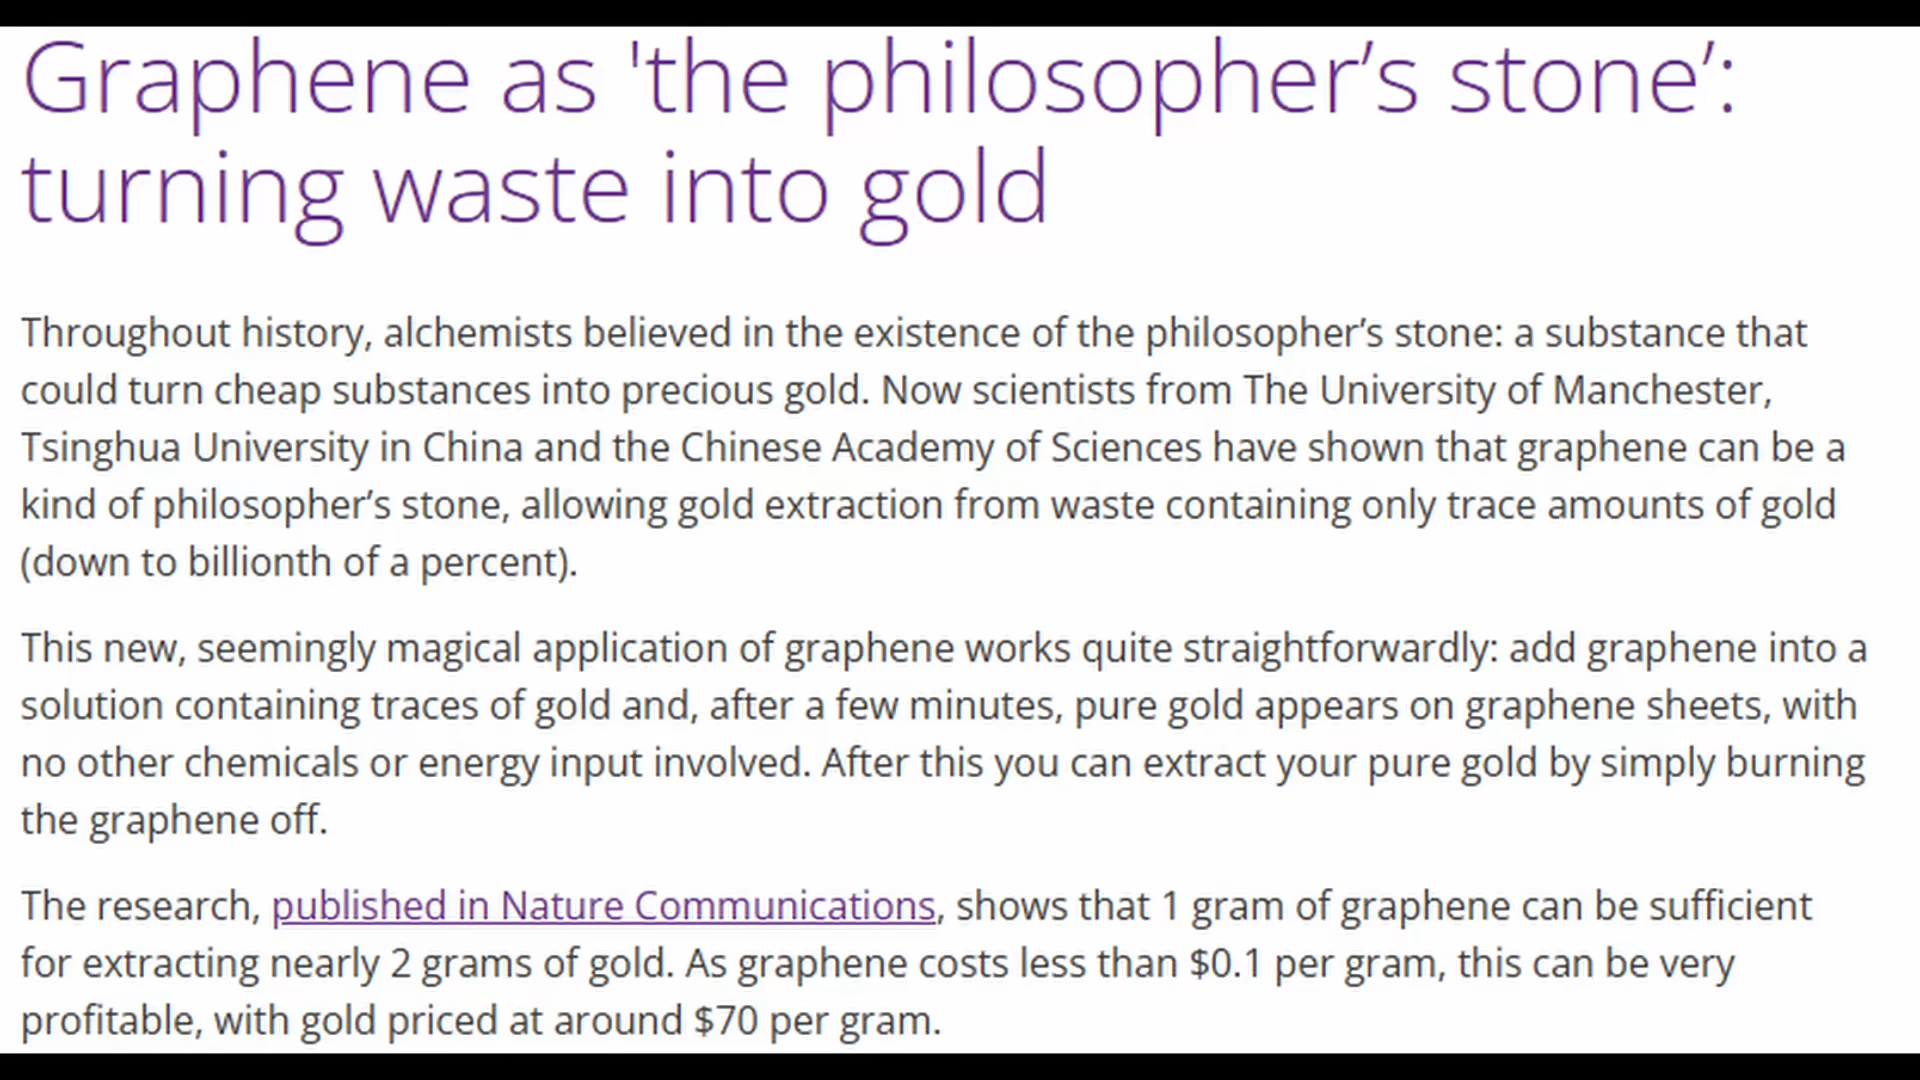 Graphene as 'the philosopher’s stone’:
turning waste into gold
Throughout history, alchemists believed in the existence of the philosopher’s stone: a substance that
could turn cheap substances into precious gold. Now scientists from The University of Manchester,
Tsinghua University in China and the Chinese Academy of Sciences have shown that graphene can be a
kind of philosopher’s stone, allowing gold extraction from waste containing only trace amounts of gold
(down to billionth of a percent).
This new, seemingly magical application of graphene works quite straightforwardly: add graphene into a
solution containing traces of gold and, after a few minutes, pure gold appears on graphene sheets, with
no other chemicals or energy input involved. After this you can extract your pure gold by simply burning
the graphene off.
The research, published in Nature Communications, shows that 1 gram of graphene can be sufficient
for extracting nearly 2 grams of gold. As graphene costs less than $0.1 per gram, this can be very
profitable, with gold priced at around $70 per gram.